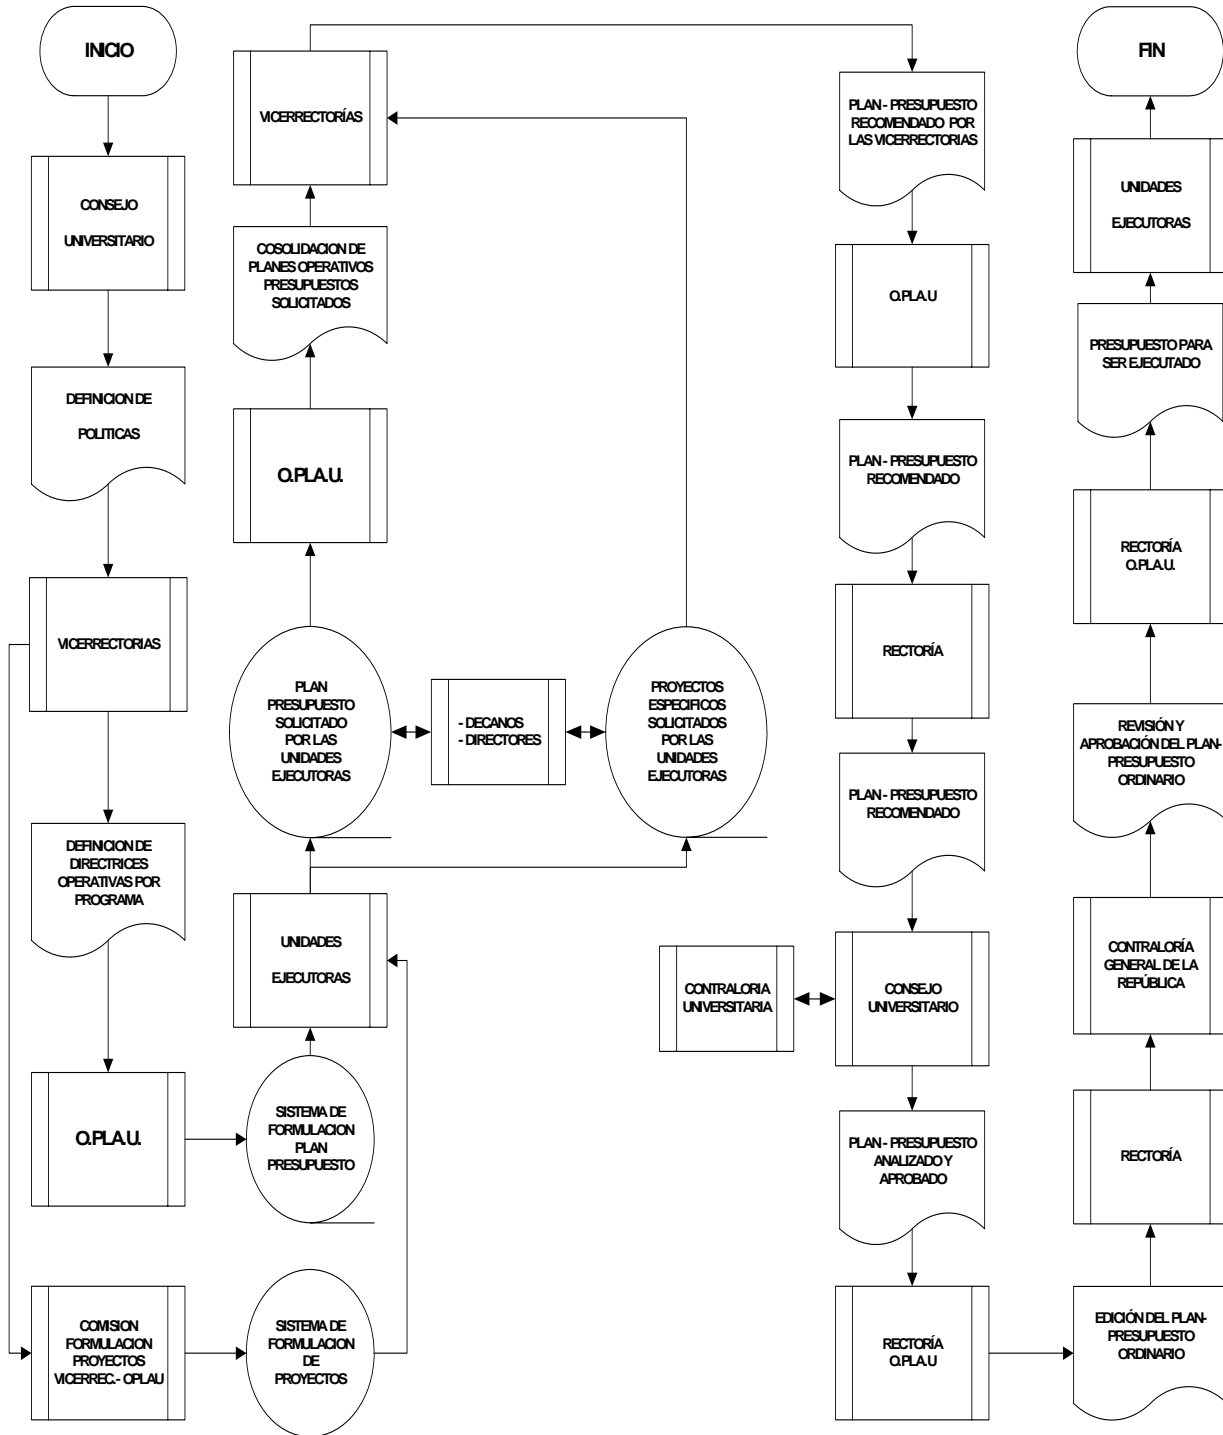 INICIO
CONSEJO
UNIVERSITARIO
DEFINICION DE
POLITICAS
VICERRECTORIAS
DEFINICION DE
DIRECTRICES
OPERATIVAS POR
PROGRAMA
O.PLA.U.
COMISION
FORMULACION
PROYECTOS
VICERREC.- OPLAU
VICERRECTORÍAS
COSOLIDACION DE
PLANES OPERATIVOS
PRESUPUESTOS
SOLICITADOS
O.PLA.U.
PLAN
PRESUPUESTO
SOLICITADO
POR LAS
UNIDADES
EJECUTORAS
- DECANOS
- DIRECTORES
PROYECTOS
ESPECIFICOS
SOLICITADOS
POR LAS
UNIDADES
EJECUTORAS
UNIDADES
EJECUTORAS
SISTEMA DE
FORMULACION
PLAN
PRESUPUESTO
SISTEMA DE
FORMULACION
DE
PROYECTOS
PLAN - PRESUPUESTO
RECOMENDADO POR
LAS VICERRECTORIAS
O.PLA.U
PLAN - PRESUPUESTO
RECOMENDADO
RECTORÍA
PLAN - PRESUPUESTO
RECOMENDADO
CONTRALORIA
UNIVERSITARIA
CONSEJO
UNIVERSITARIO
PLAN - PRESUPUESTO
ANALIZADO Y
APROBADO
RECTORÍA
O.PLA.U
FIN
UNIDADES
EJECUTORAS
PRESUPUESTO PARA
SER EJECUTADO
RECTORÍA
O.PLA.U.
REVISIÓN Y
APROBACIÓN DEL PLAN-
PRESUPUESTO
ORDINARIO
CONTRALORÍA
GENERAL DE LA
REPÚBLICA
RECTORÍA
EDICIÓN DEL PLAN-
PRESUPUESTO
ORDINARIO